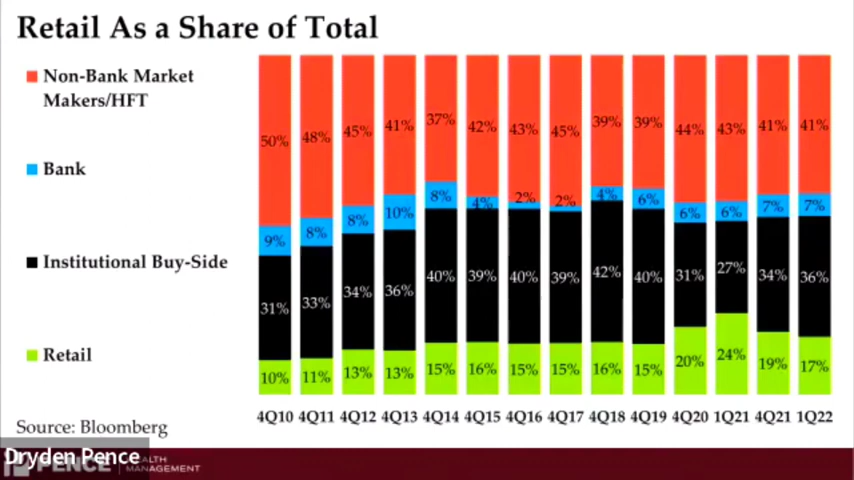 Retail As a Share of Total
Non-Bank Market
Makers/HFT
Bank
Institutional Buy-Side
Retail
50% 48% 45% 41% 37% 42% 43% 45% 39% 39% 44% 43% 41% 41%
9% 8% 8% 10% 8% 4% 2% 2% 4% 6% 6% 6% 7% 7%
31% 33% 34% 36% 40% 39% 40% 39% 42% 40% 31% 27% 34% 36%
10% 11% 13% 13% 15% 16% 15% 15% 16% 15% 20% 24% 19% 17%
4Q10 4Q11 4Q12 4Q13 4Q14 4Q15 4Q16 4Q17 4Q18 4Q19 4Q20 1Q21 4Q21 1Q22
Source: Bloomberg
Dryden Pence
PENCE
WEALTH
MANAGEMENT